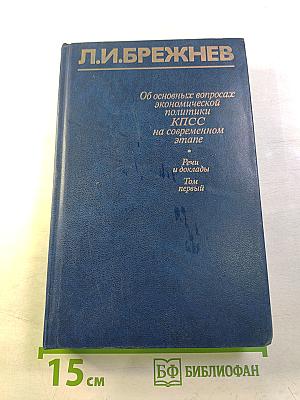 Л.И.БРЕЖНЕВ
Об основных вопросах
экономической
политики
КПСС
на современном
этапе
Речи
и доклады
Том
первый
15 см
БФ БИБЛИОФАН